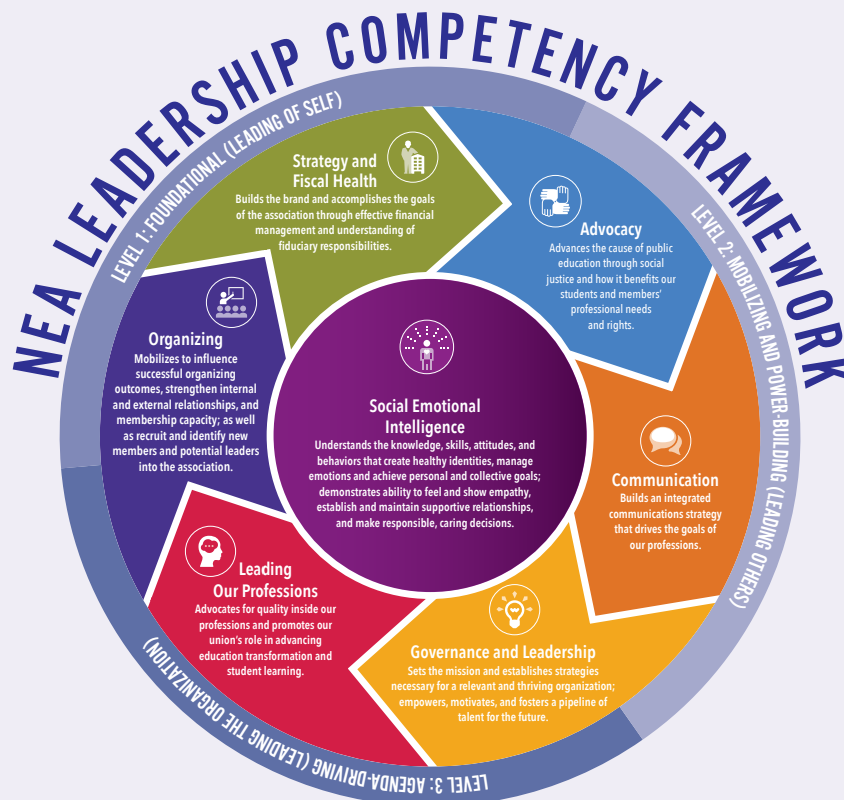 NEA LEADERSHIP COMPETENCY FRAMEWORK
LEVEL 1: FOUNDATIONAL (LEADING OF SELF)
LEVEL 2: MOBILIZING AND POWER-BUILDING (LEADING OTHERS)
LEVEL 3: AGENDA-DRIVING (LEADING THE ORGANIZATION)
Strategy and
Fiscal Health
Builds the brand and accomplishes the goals
of the association through effective financial
management and understanding of
fiduciary responsibilities.
Advocacy
Advances the cause of public
education through social
justice and how it benefits our
students and members’
professional needs
and rights.
Communication
Builds an integrated
communications strategy
that drives the goals of
our professions.
Governance and Leadership
Sets the mission and establishes strategies
necessary for a relevant and thriving organization;
empowers, motivates, and fosters a pipeline of
talent for the future.
Leading
Our Professions
Advocates for quality inside our
professions and promotes our
union’s role in advancing
education transformation and
student learning.
Organizing
Mobilizes to influence
successful organizing
outcomes, strengthen internal
and external relationships, and
membership capacity; as well
as recruit and identify new
members and potential leaders
into the association.
Social Emotional
Intelligence
Understands the knowledge, skills, attitudes, and
behaviors that create healthy identities, manage
emotions and achieve personal and collective goals;
demonstrates ability to feel and show empathy,
establish and maintain supportive relationships,
and make responsible, caring decisions.